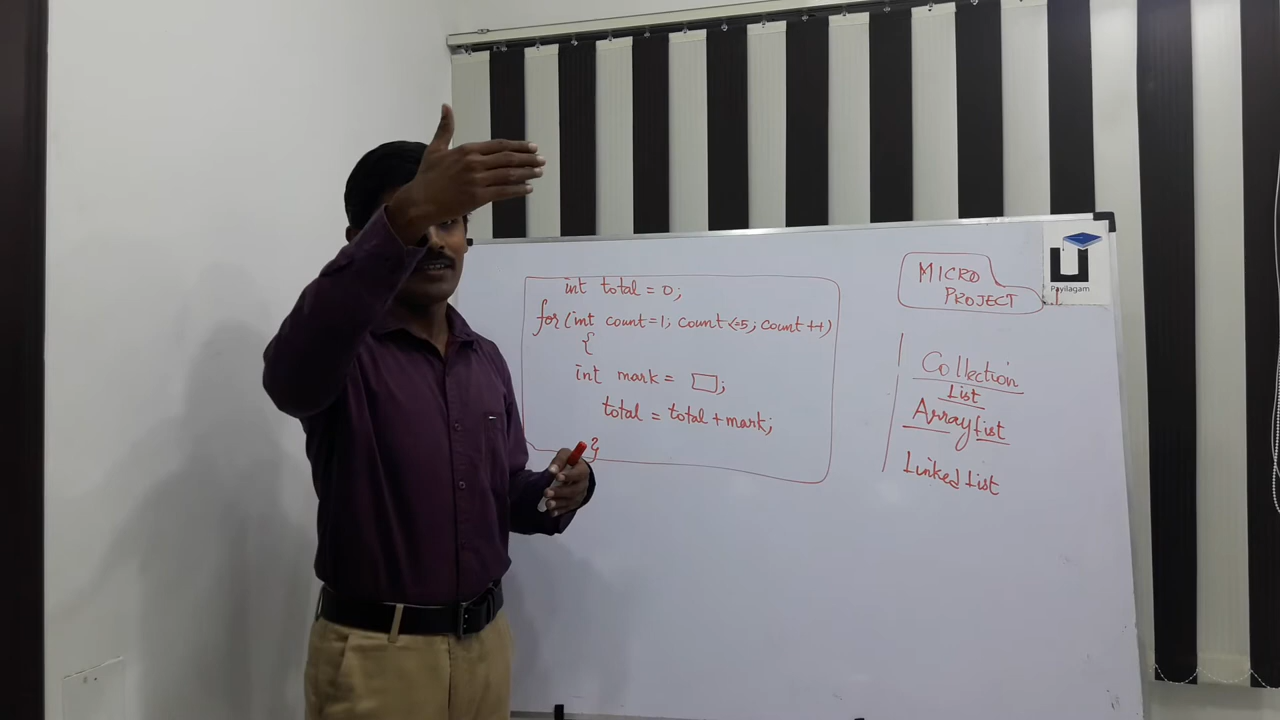 int total = 0;
for (int count=1; count<=5; count++)
{
int mark = ;
total = total + mark;
}
MICRO
PROJECT
Payilagam
Collection
List
ArrayList
Linked List